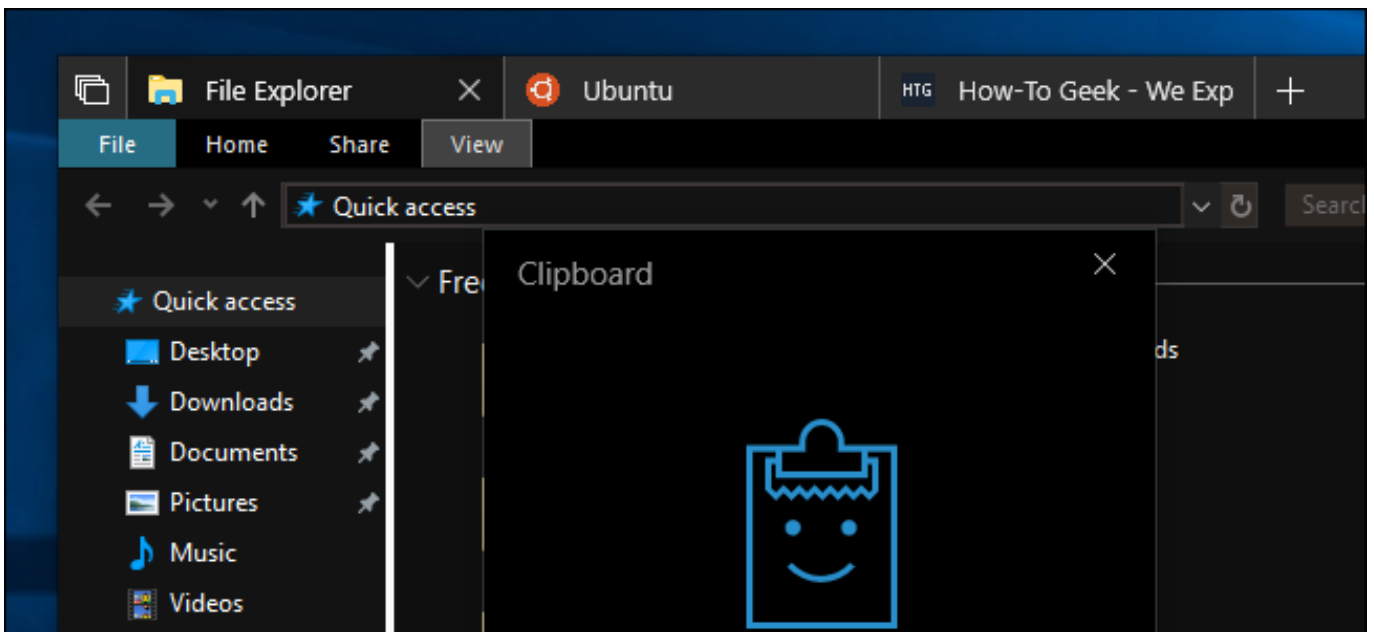 File Explorer Ubuntu HTG How-To Geek - We Exp
File Home Share View
Quick access
Clipboard
Quick access
Desktop
Downloads
Documents
Pictures
Music
Videos